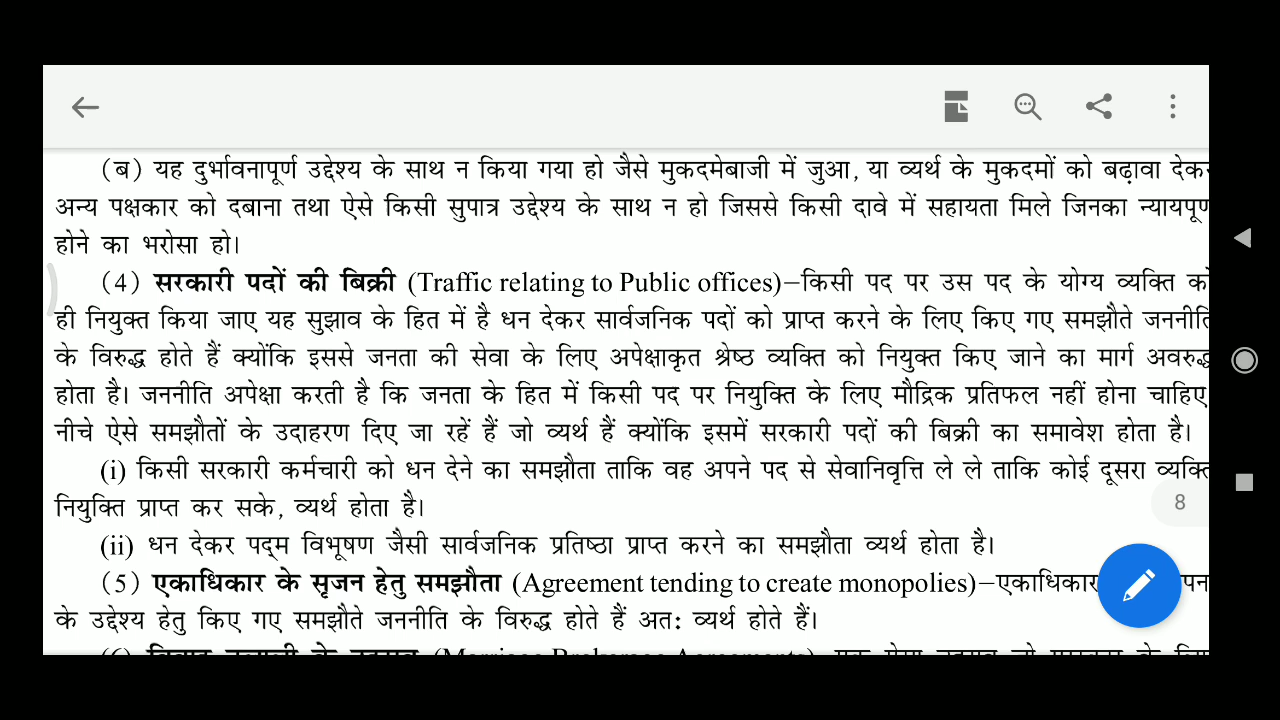 (ब) यह दुर्भावनापूर्ण उद्देश्य के साथ न किया गया हो जैसे मुकदमेबाजी में जुआ, या व्यर्थ के मुकदमों को बढ़ावा देकर
अन्य पक्षकार को दबाना तथा ऐसे किसी सुपात्र उद्देश्य के साथ न हो जिससे किसी दावे में सहायता मिले जिनका न्यायपूर्ण
होने का भरोसा हो।
(4) सरकारी पदों की बिक्री (Traffic relating to Public offices)–किसी पद पर उस पद के योग्य व्यक्ति को
ही नियुक्त किया जाए यह सुझाव के हित में है धन देकर सार्वजनिक पदों को प्राप्त करने के लिए किए गए समझौते जननीति
के विरुद्ध होते हैं क्योंकि इससे जनता की सेवा के लिए अपेक्षाकृत श्रेष्ठ व्यक्ति को नियुक्त किए जाने का मार्ग अवरुद्ध
होता है। जननीति अपेक्षा करती है कि जनता के हित में किसी पद पर नियुक्ति के लिए मौद्रिक प्रतिफल नहीं होना चाहिए
नीचे ऐसे समझौतों के उदाहरण दिए जा रहें हैं जो व्यर्थ हैं क्योंकि इसमें सरकारी पदों की बिक्री का समावेश होता है।
(i) किसी सरकारी कर्मचारी को धन देने का समझौता ताकि वह अपने पद से सेवानिवृत्ति ले ले ताकि कोई दूसरा व्यक्ति
नियुक्ति प्राप्त कर सके, व्यर्थ होता है।
8
(ii) धन देकर पद्म विभूषण जैसी सार्वजनिक प्रतिष्ठा प्राप्त करने का समझौता व्यर्थ होता है।
(5) एकाधिकार के सृजन हेतु समझौता (Agreement tending to create monopolies)–एकाधिकार
के उद्देश्य हेतु किए गए समझौते जननीति के विरुद्ध होते हैं अतः व्यर्थ होते हैं।
(Marriage Brokerage Agreements)